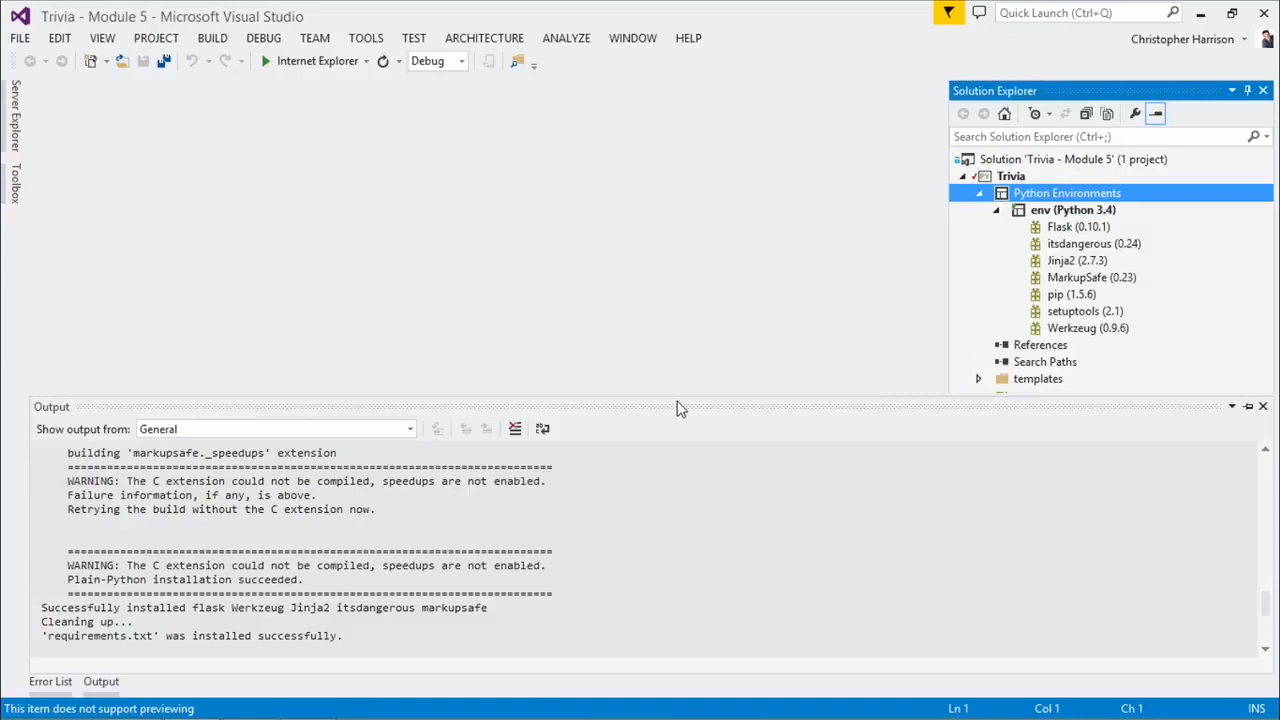 Trivia - Module 5 - Microsoft Visual Studio
Quick Launch (Ctrl+Q)
FILE EDIT VIEW PROJECT BUILD DEBUG TEAM TOOLS TEST ARCHITECTURE ANALYZE WINDOW HELP
Christopher Harrison
Internet Explorer
Debug
Server Explorer
Toolbox
Solution Explorer
Search Solution Explorer (Ctrl+;)
Solution 'Trivia - Module 5' (1 project)
PY Trivia
Python Environments
env (Python 3.4)
Flask (0.10.1)
itsdangerous (0.24)
Jinja2 (2.7.3)
MarkupSafe (0.23)
pip (1.5.6)
setuptools (2.1)
Werkzeug (0.9.6)
References
Search Paths
templates
Output
Show output from: General
building 'markupsafe._speedups' extension
==========================================================================
WARNING: The C extension could not be compiled, speedups are not enabled.
Failure information, if any, is above.
Retrying the build without the C extension now.
==========================================================================
WARNING: The C extension could not be compiled, speedups are not enabled.
Plain-Python installation succeeded.
==========================================================================
Successfully installed flask Werkzeug Jinja2 itsdangerous markupsafe
Cleaning up...
'requirements.txt' was installed successfully.
Error List Output
This item does not support previewing
Ln 1 Col 1 Ch 1 INS